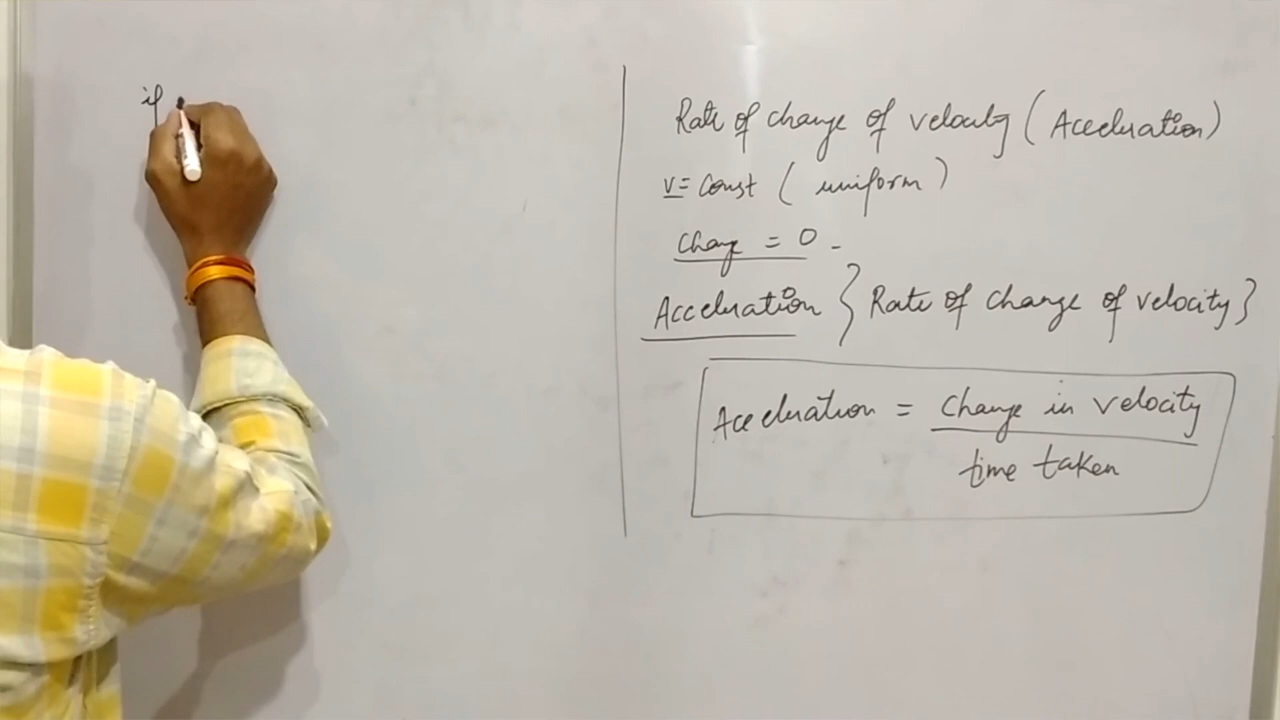 if
Rate of change of velocity (Acceleration)
v = Const (uniform)
Change = 0 -
Acceleration } Rate of change of velocity }
Acceleration = Change in velocity
time taken